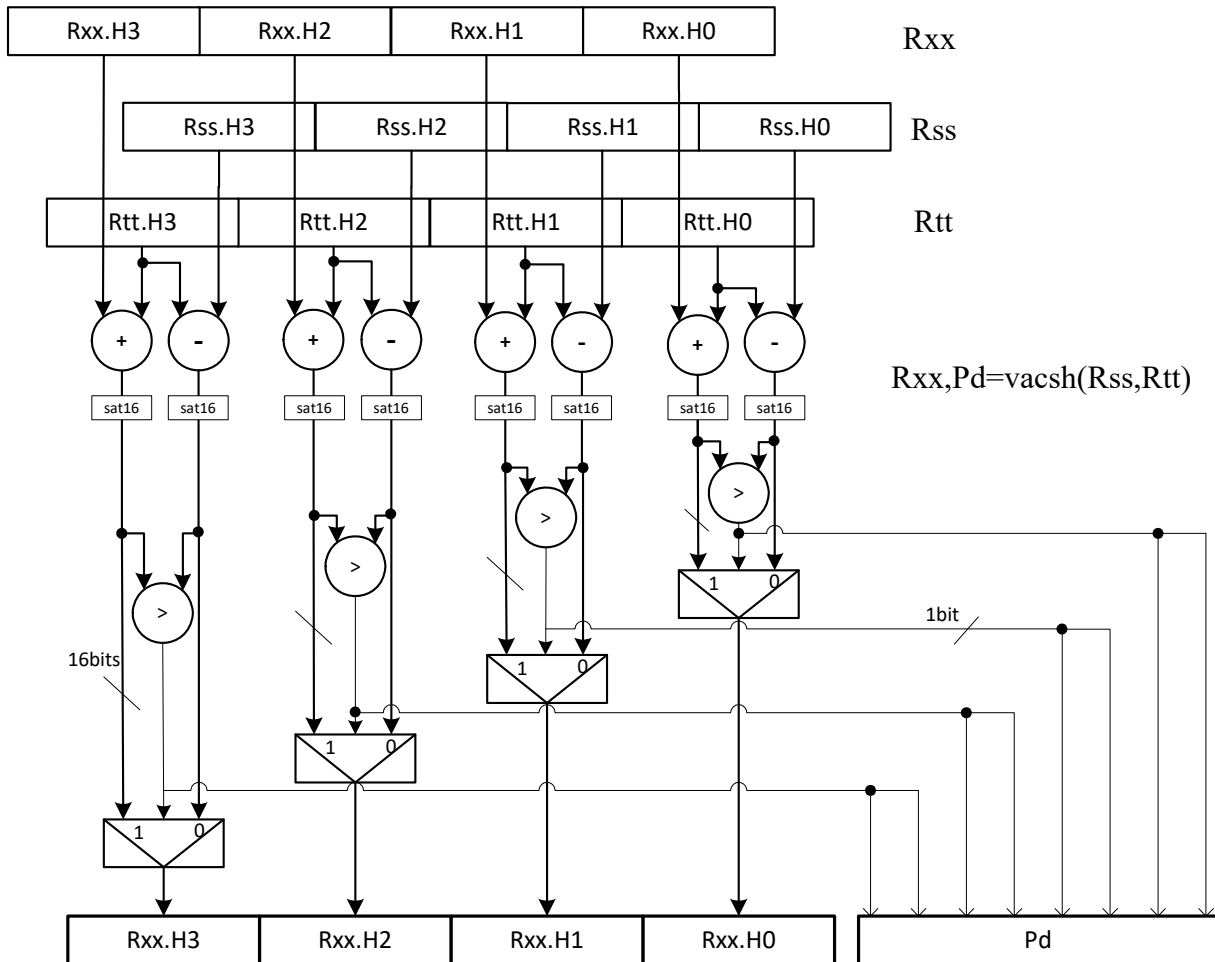 Rxx.H3 Rxx.H2 Rxx.H1 Rxx.H0 Rxx
Rss.H3 Rss.H2 Rss.H1 Rss.H0 Rss
Rtt.H3 Rtt.H2 Rtt.H1 Rtt.H0 Rtt
+ - + - + - + -
Rxx,Pd=vacsh(Rss,Rtt)
sat16 sat16 sat16 sat16 sat16 sat16 sat16 sat16
>
>
>
1 0
>
1bit
16bits
1 0
1 0
1 0
Rxx.H3 Rxx.H2 Rxx.H1 Rxx.H0 Pd